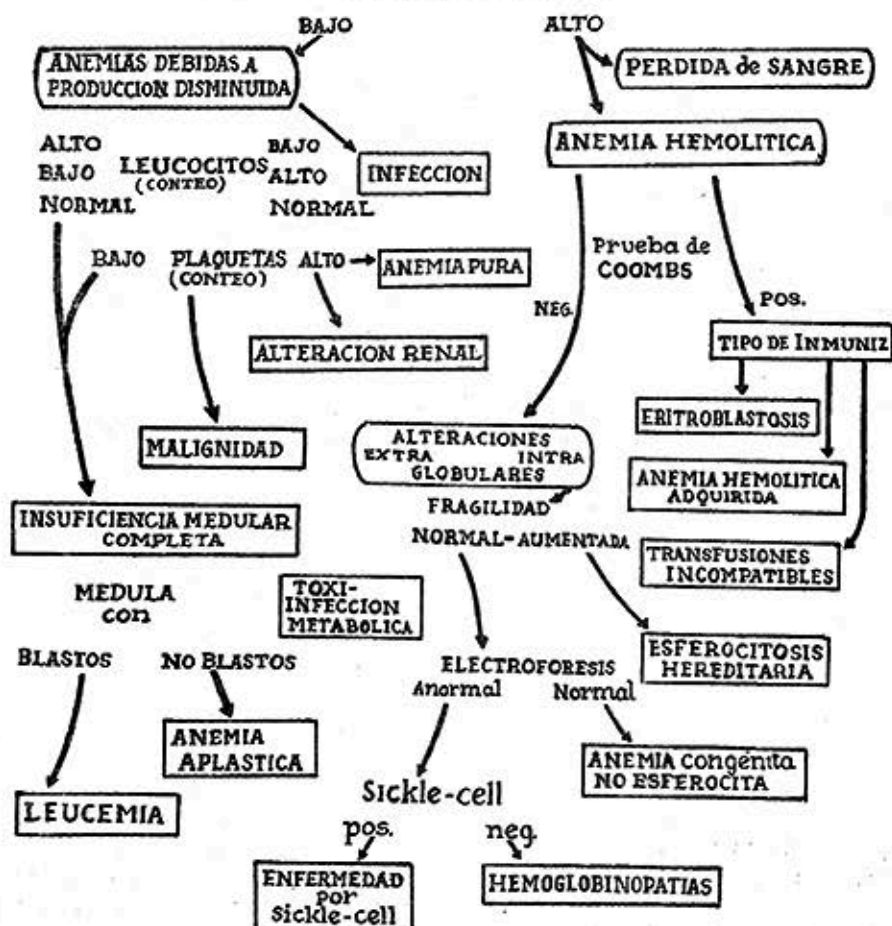 BAJO
ALTO
ANEMIAS DEBIDAS A
PRODUCCION DISMINUIDA
PERDIDA de SANGRE
ANEMIA HEMOLITICA
ALTO
BAJO
NORMAL
LEUCOCITOS
(CONTEO)
BAJO
ALTO
NORMAL
INFECCION
BAJO
PLAQUETAS
(CONTEO)
ALTO
ANEMIA PURA
ALTERACION RENAL
MALIGNIDAD
Prueba de
COOMBS
NEG.
POS.
TIPO DE INMUNIZ
ERITROBLASTOSIS
ANEMIA HEMOLITICA
ADQUIRIDA
TRANSFUSIONES
INCOMPATIBLES
ALTERACIONES
EXTRA INTRA
GLOBULARES
FRAGILIDAD
NORMAL-AUMENTADA
INSUFICIENCIA MEDULAR
COMPLETA
MEDULA
con
TOXI-
INFECCION
METABOLICA
BLASTOS
NO BLASTOS
ANEMIA
APLASTICA
LEUCEMIA
ESFEROCITOSIS
HEREDITARIA
ELECTROFORESIS
Anormal Normal
ANEMIA congénita
NO ESFEROCITA
Sickle-cell
pos. neg.
ENFERMEDAD
por
Sickle-cell
HEMOGLOBINOPATIAS